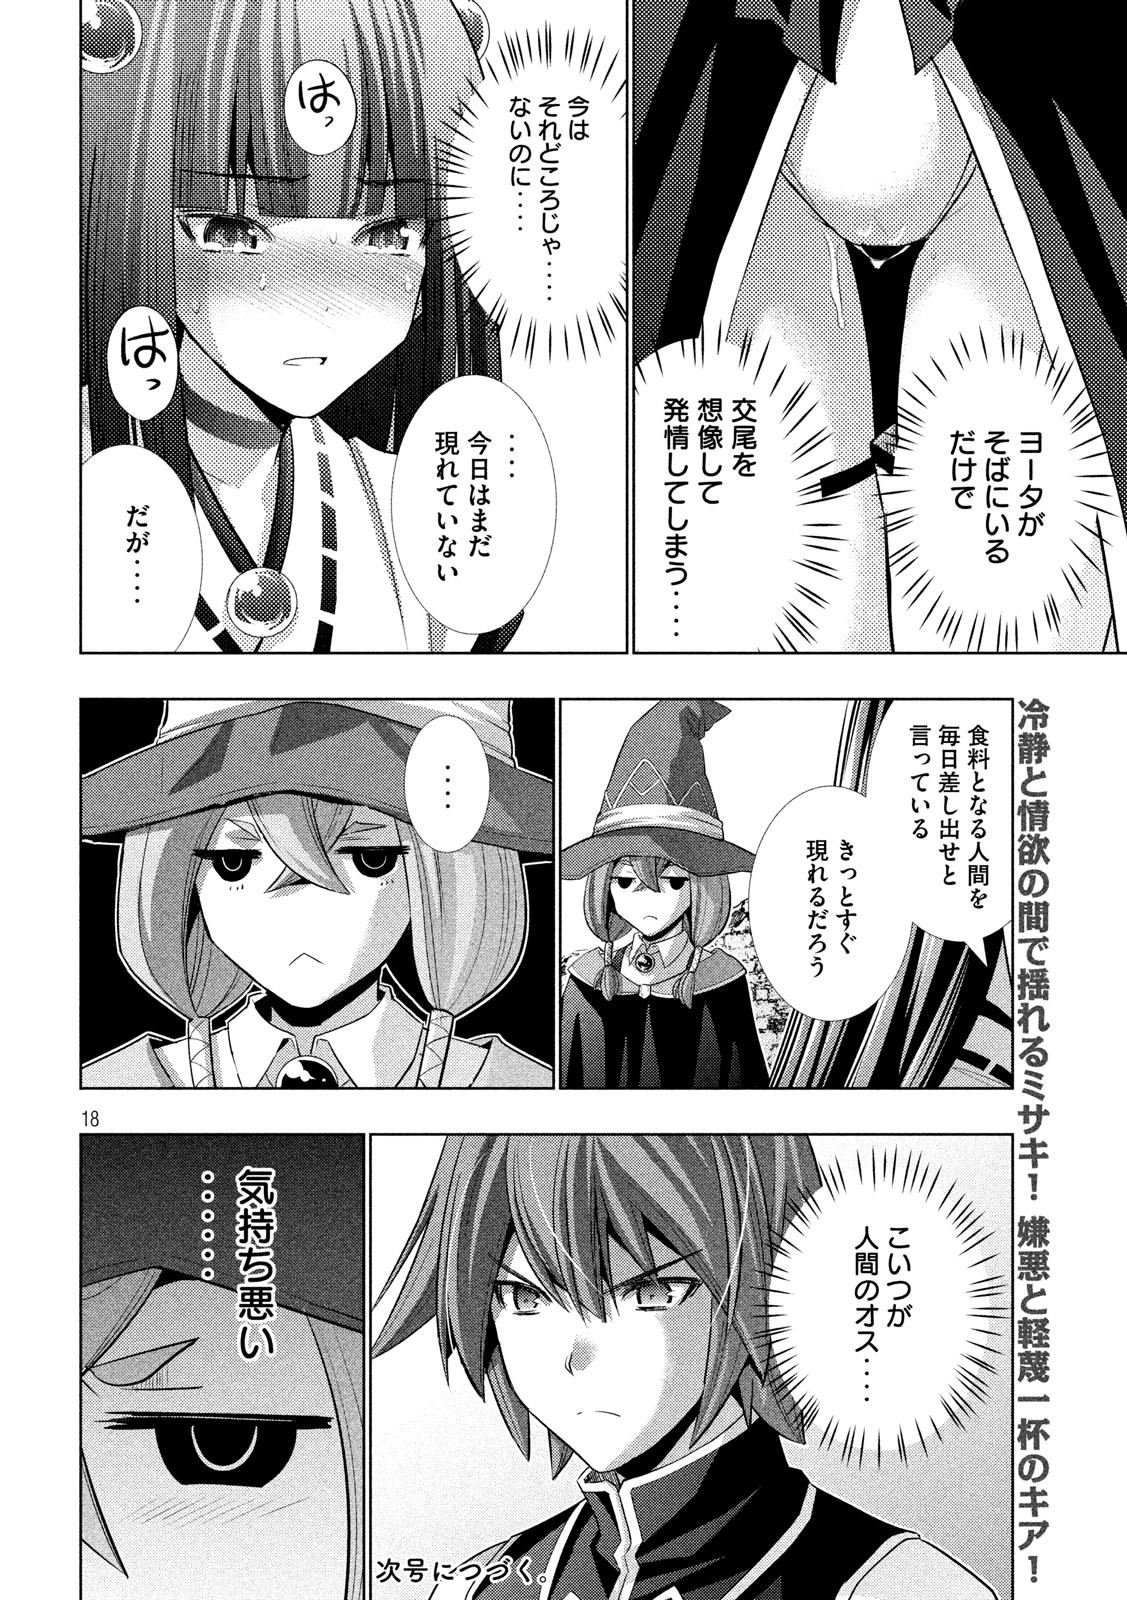 ヨータが
そばにいる
だけで
交尾を
想像して
発情してしまう‥‥
今は
それどころじゃ‥‥
ないのに‥‥
はっ
はっ
‥‥
今日はまだ
現れていない
だが‥‥
食料となる人間を
毎日差し出せと
言っている
きっとすぐ
現れるだろう
‥‥
こいつが
人間のオス‥‥
気持ち悪い
‥‥‥‥
次号につづく。
冷静と情欲の間で揺れるミサキ! 嫌悪と軽蔑一杯のキア!
18